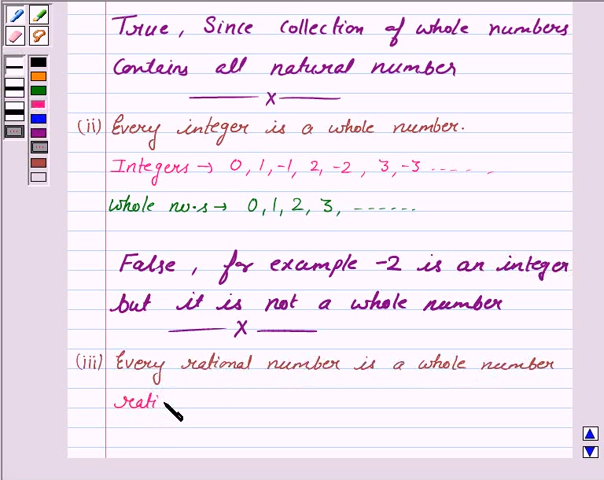 True, Since collection of whole numbers
Contains all natural number
x
(ii) Every integer is a whole number.
Integers → 0, 1, -1, 2, -2, 3, -3 ......
Whole no.s → 0, 1, 2, 3, ------
False, for example -2 is an integer
but it is not a whole number
x
(iii) Every rational number is a whole number
rati